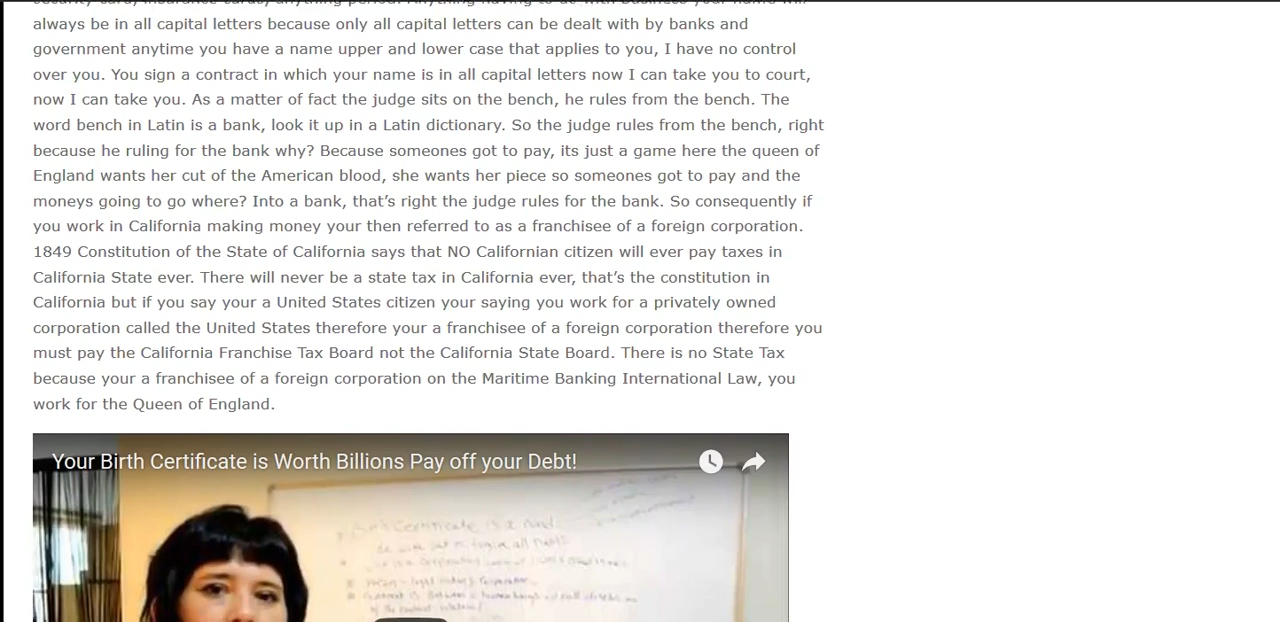 always be in all capital letters because only all capital letters can be dealt with by banks and
government anytime you have a name upper and lower case that applies to you, I have no control
over you. You sign a contract in which your name is in all capital letters now I can take you to court,
now I can take you. As a matter of fact the judge sits on the bench, he rules from the bench. The
word bench in Latin is a bank, look it up in a Latin dictionary. So the judge rules from the bench, right
because he ruling for the bank why? Because someones got to pay, its just a game here the queen of
England wants her cut of the American blood, she wants her piece so someones got to pay and the
moneys going to go where? Into a bank, that’s right the judge rules for the bank. So consequently if
you work in California making money your then referred to as a franchisee of a foreign corporation.
1849 Constitution of the State of California says that NO Californian citizen will ever pay taxes in
California State ever. There will never be a state tax in California ever, that’s the constitution in
California but if you say your a United States citizen your saying you work for a privately owned
corporation called the United States therefore your a franchisee of a foreign corporation therefore you
must pay the California Franchise Tax Board not the California State Board. There is no State Tax
because your a franchisee of a foreign corporation on the Maritime Banking International Law, you
work for the Queen of England.
Your Birth Certificate is Worth Billions Pay off your Debt!